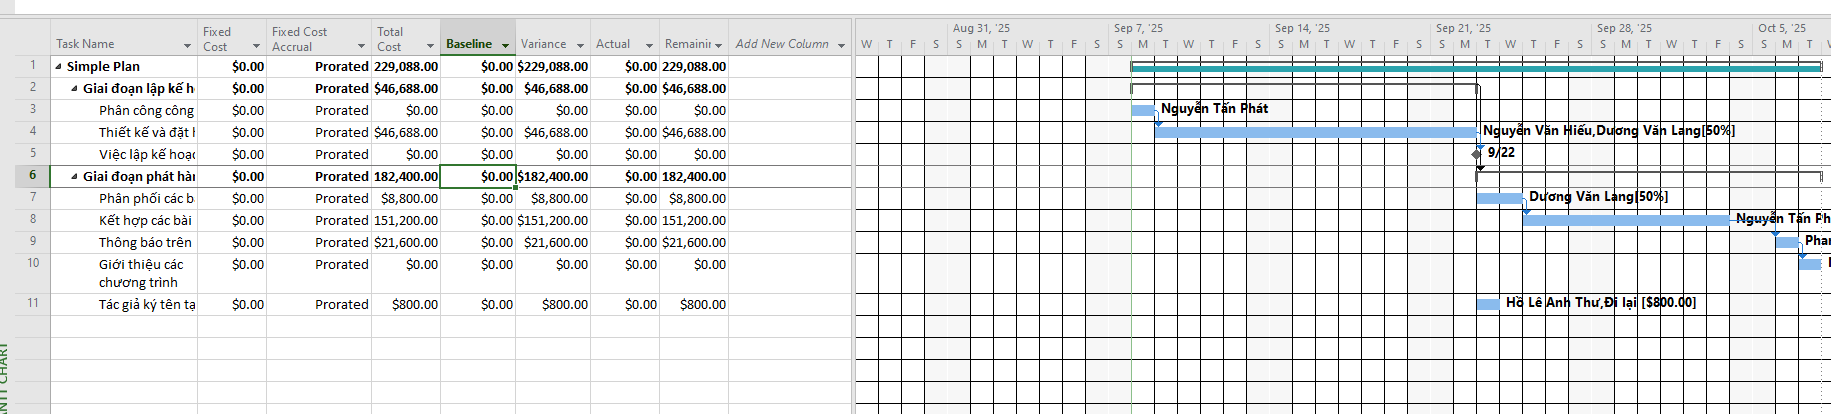 Aug 31, '25 Sep 7, '25 Sep 14, '25 Sep 21, '25 Sep 28, '25 Oct 5, '25
Task Name Fixed Cost Fixed Cost Accrual Total Cost Baseline Variance Actual Remainin Add New Column W T F S S M T W T F S S M T W T F S S M T W T F S S M T W T F S S M T W T F S S M T
1 Simple Plan $0.00 Prorated 229,088.00 $0.00 $229,088.00 $0.00 229,088.00
2 Giai đoạn lập kế h $0.00 Prorated $46,688.00 $0.00 $46,688.00 $0.00 $46,688.00
3 Phân công công $0.00 Prorated $0.00 $0.00 $0.00 $0.00 $0.00 Nguyễn Tấn Phát
4 Thiết kế và đặt $0.00 Prorated $46,688.00 $0.00 $46,688.00 $0.00 $46,688.00 Nguyễn Văn Hiếu,Dương Văn Lang[50%]
5 Việc lập kế hoạc $0.00 Prorated $0.00 $0.00 $0.00 $0.00 $0.00 9/22
6 Giai đoạn phát hàn $0.00 Prorated 182,400.00 $0.00 $182,400.00 $0.00 182,400.00
7 Phân phối các b $0.00 Prorated $8,800.00 $0.00 $8,800.00 $0.00 $8,800.00 Dương Văn Lang[50%]
8 Kết hợp các bài $0.00 Prorated 151,200.00 $0.00 $151,200.00 $0.00 151,200.00 Nguyễn Tấn Ph
9 Thông báo trên $0.00 Prorated $21,600.00 $0.00 $21,600.00 $0.00 $21,600.00 Phan
10 Giới thiệu các $0.00 Prorated $0.00 $0.00 $0.00 $0.00 $0.00
chương trình
11 Tác giả ký tên tạ $0.00 Prorated $800.00 $0.00 $800.00 $0.00 $800.00 Hồ Lê Anh Thư,Đi lại [$800.00]
ANTT CHART